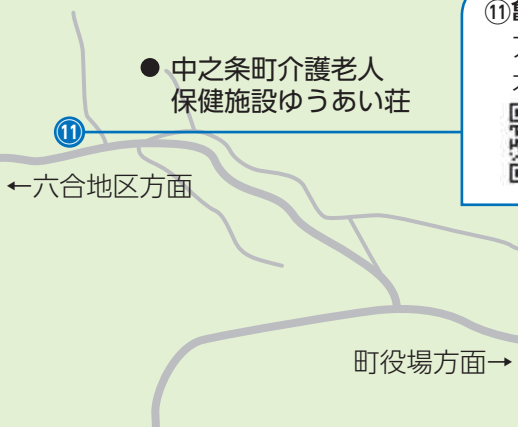 ⑪
● 中之条町介護老人
保健施設ゆうあい荘
⑪
←六合地区方面
町役場方面→